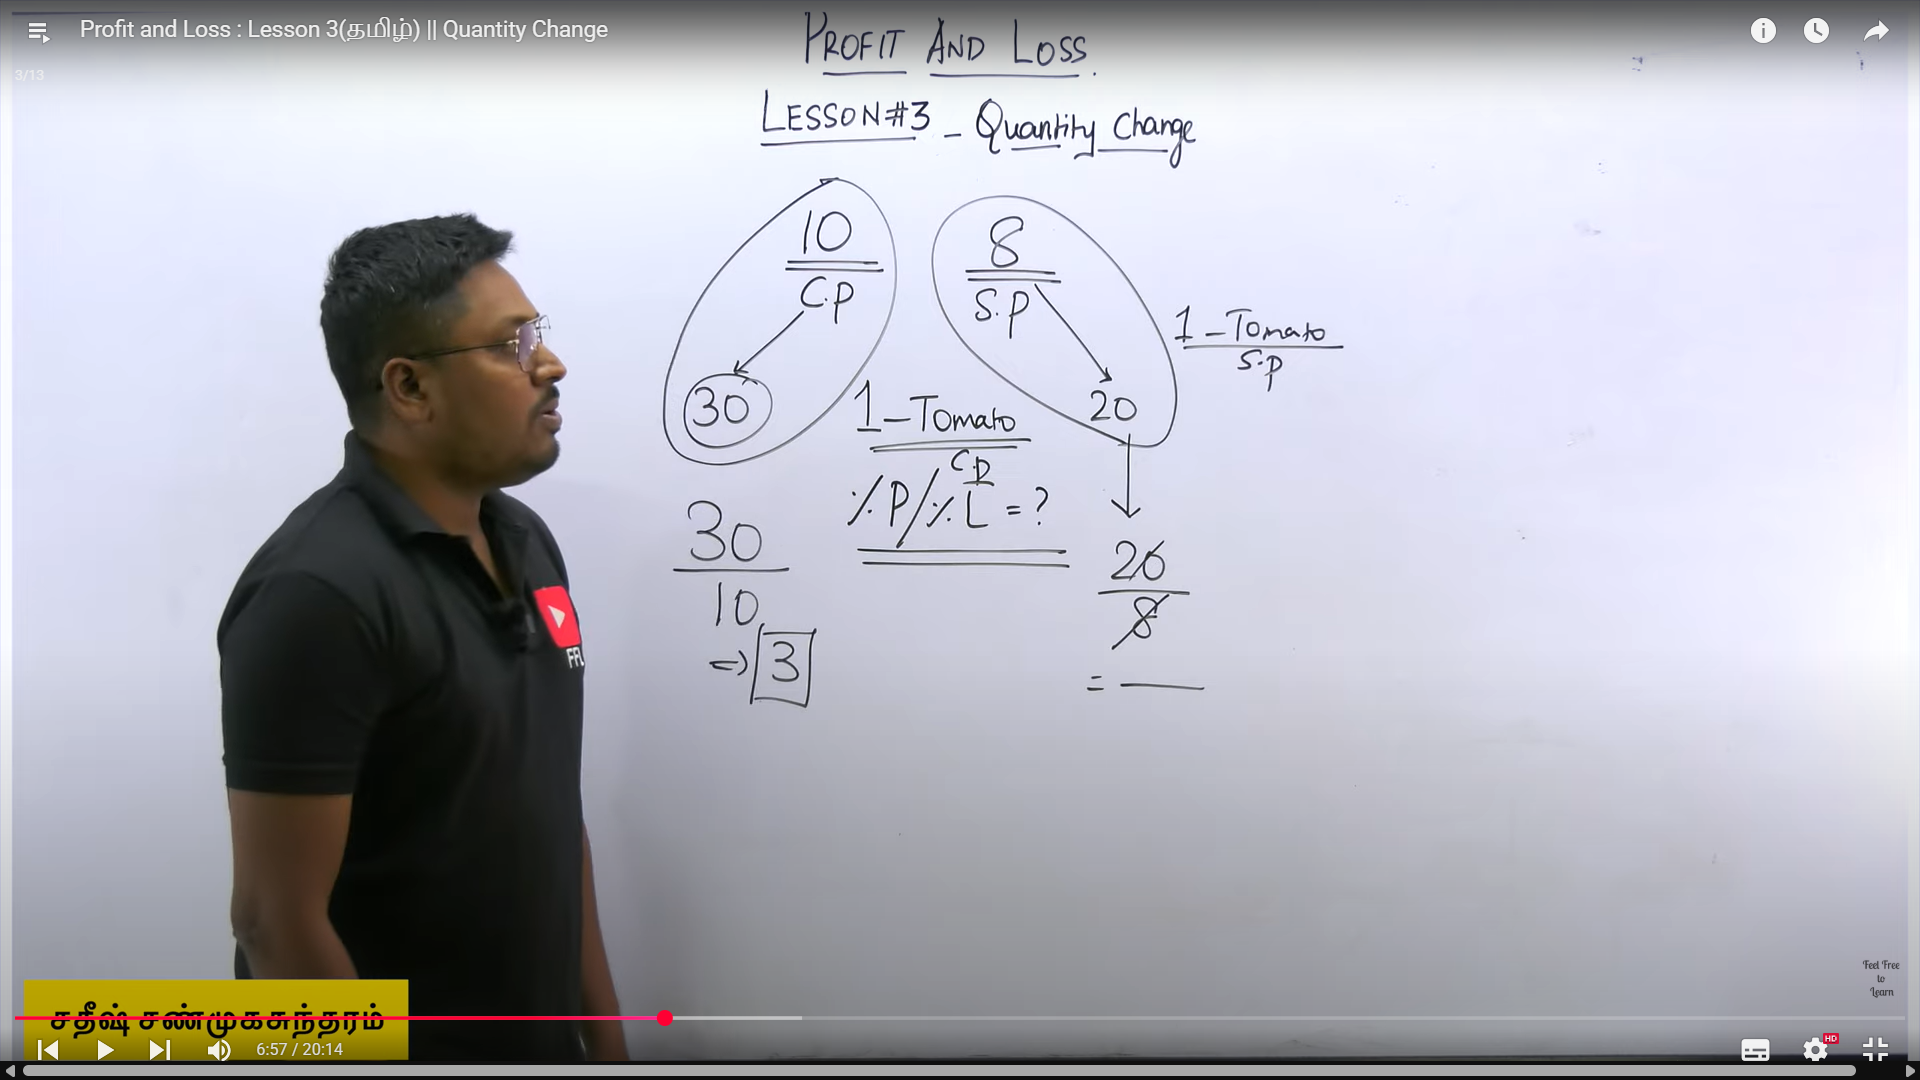 Profit and Loss : Lesson 3(தமிழ்) || Quantity Change
3/13
PROFIT AND LOSS.
LESSON#3 - Quantity Change
10
C.P
30
8
S.P
20
1-Tomato
S.P
1-Tomato
C.P
% P/% L = ?
30
10
=> 3
20
8
=
FFL
Feel Free
to
Learn
சதீஷ் சண்முகசுந்தரம்
6:57 / 20:14
HD